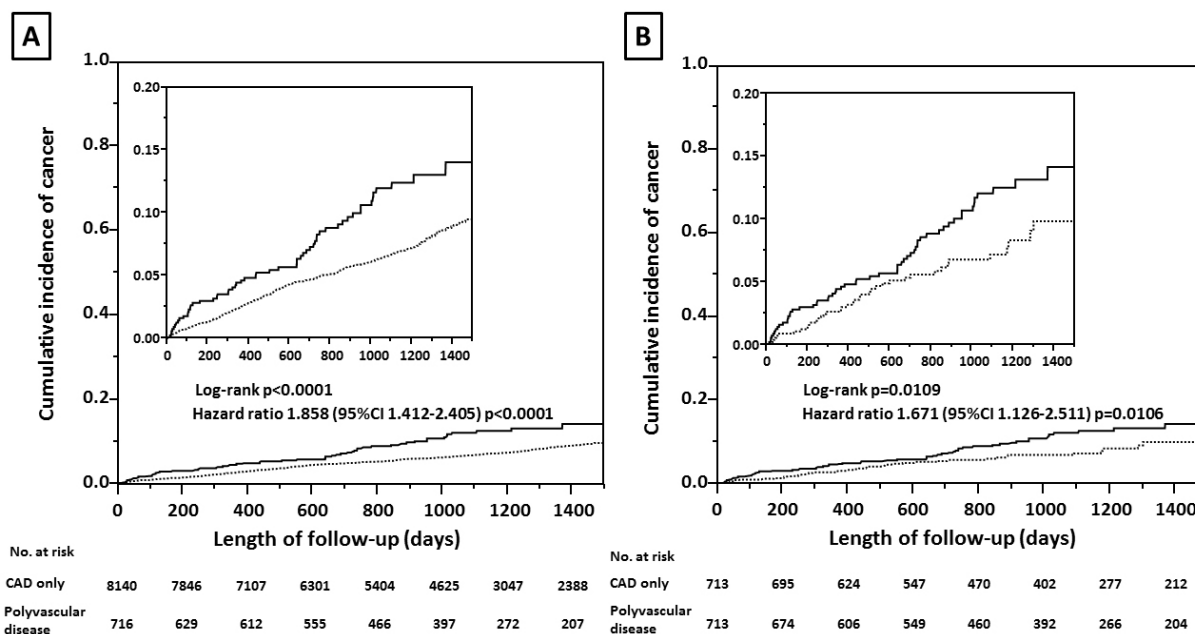 A
Cumulative incidence of cancer
1.0
0.8
0.6
0.4
0.2
0.0
0.20
0.15
0.10
0.05
0.00
0 200 400 600 800 1000 1200 1400
Log-rank p<0.0001
Hazard ratio 1.858 (95%CI 1.412-2.405) p<0.0001
0 200 400 600 800 1000 1200 1400
Length of follow-up (days)
No. at risk
CAD only 8140 7846 7107 6301 5404 4625 3047 2388
Polyvascular
disease 716 629 612 555 466 397 272 207
B
Cumulative incidence of cancer
1.0
0.8
0.6
0.4
0.2
0.0
0.20
0.15
0.10
0.05
0.00
0 200 400 600 800 1000 1200 1400
Log-rank p=0.0109
Hazard ratio 1.671 (95%CI 1.126-2.511) p=0.0106
0 200 400 600 800 1000 1200 1400
Length of follow-up (days)
No. at risk
CAD only 713 695 624 547 470 402 277 212
Polyvascular
disease 713 674 606 549 460 392 266 204